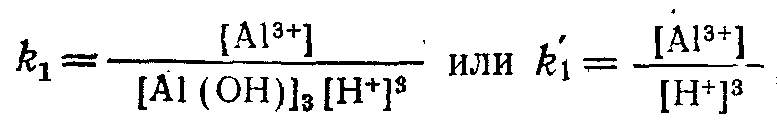 k₁ = [Al³⁺] / [Al (OH)]₃ [H⁺]³ или k′₁ = [Al³⁺] / [H⁺]³